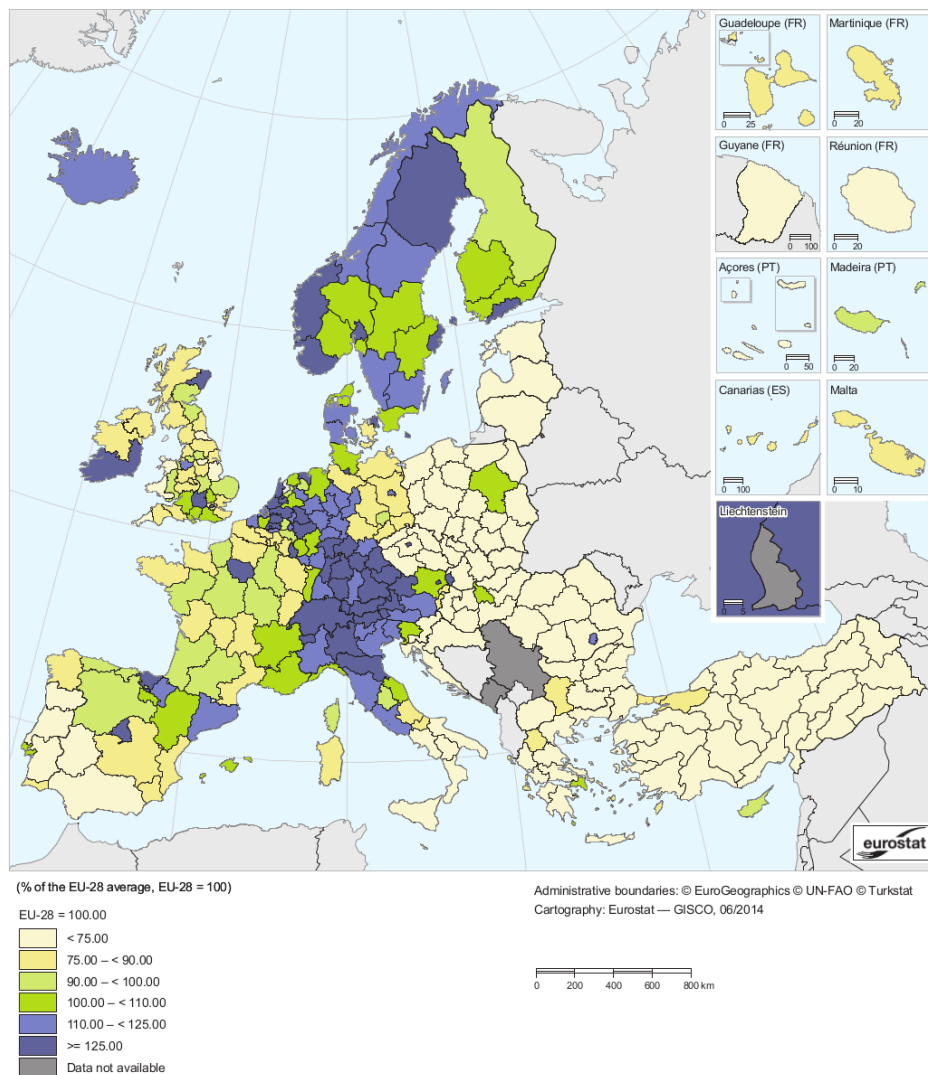 Guadeloupe (FR)
0 25
Martinique (FR)
0 20
Guyane (FR)
0 100
Réunion (FR)
0 20
Açores (PT)
0 50
Madeira (PT)
0 20
Canarias (ES)
0 100
Malta
0 10
Liechtenstein
0 5
eurostat
(% of the EU-28 average, EU-28 = 100)
EU-28 = 100.00
< 75.00
75.00 – < 90.00
90.00 – < 100.00
100.00 – < 110.00
110.00 – < 125.00
>= 125.00
Data not available
Administrative boundaries: © EuroGeographics © UN-FAO © Turkstat
Cartography: Eurostat — GISCO, 06/2014
0 200 400 600 800 km